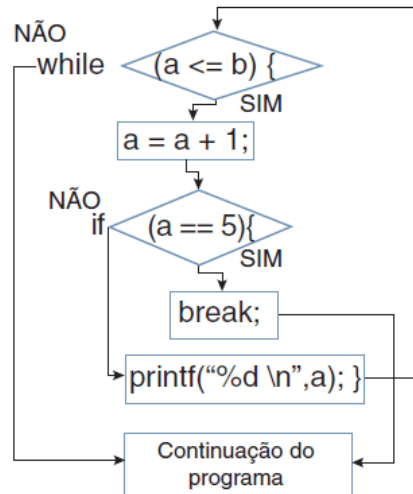 NÃO
while (a <= b) {
SIM
a = a + 1;
NÃO
if (a == 5){
SIM
break;
printf(“%d \n”,a); }
Continuação do
programa